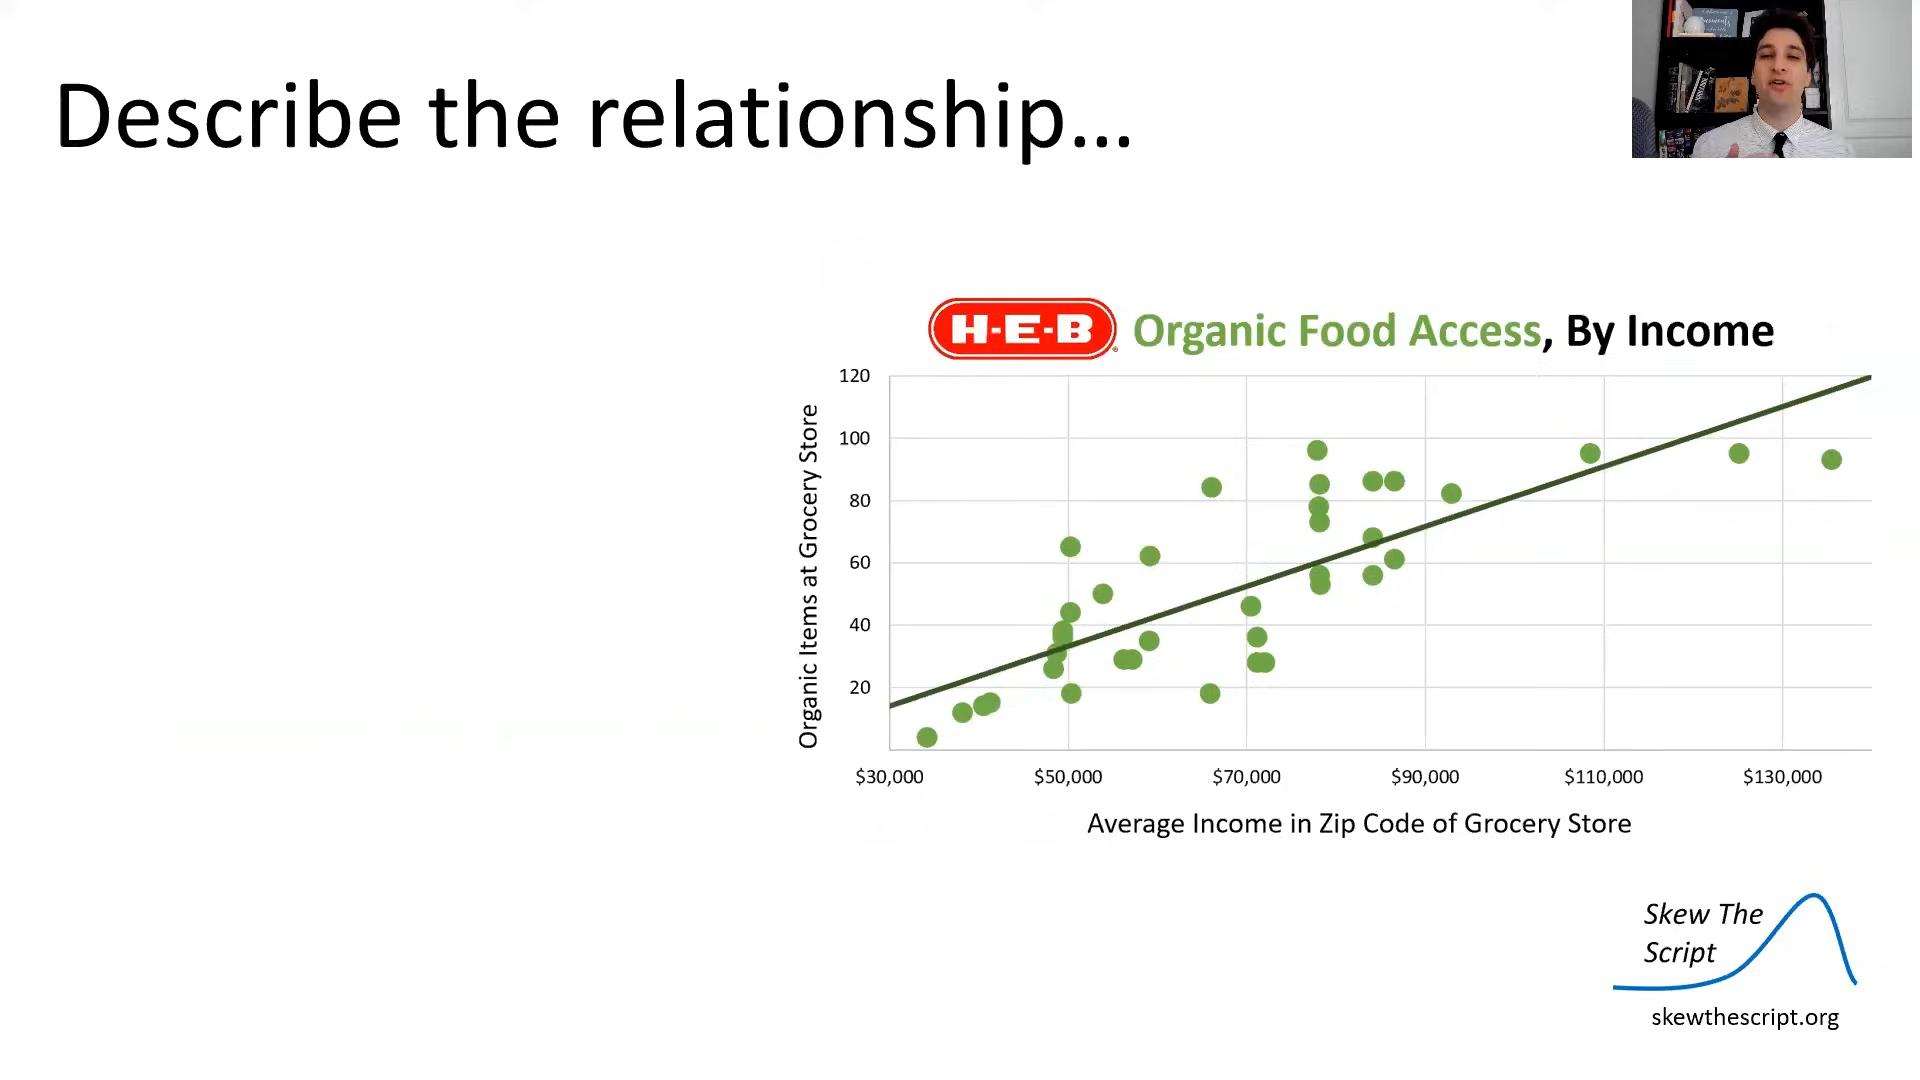 Describe the relationship...
H-E-B Organic Food Access, By Income
Organic Items at Grocery Store
120
100
80
60
40
20
$30,000 $50,000 $70,000 $90,000 $110,000 $130,000
Average Income in Zip Code of Grocery Store
Skew The
Script
skewthescript.org